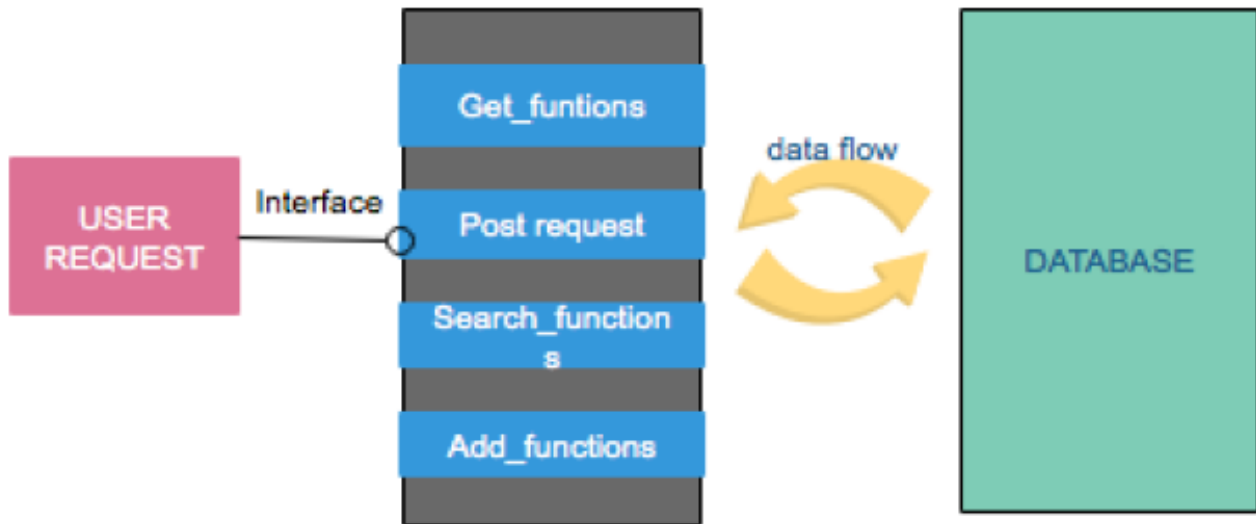 USER
REQUEST
Interface
Get_funtions
Post request
Search_function
s
Add_functions
data flow
DATABASE